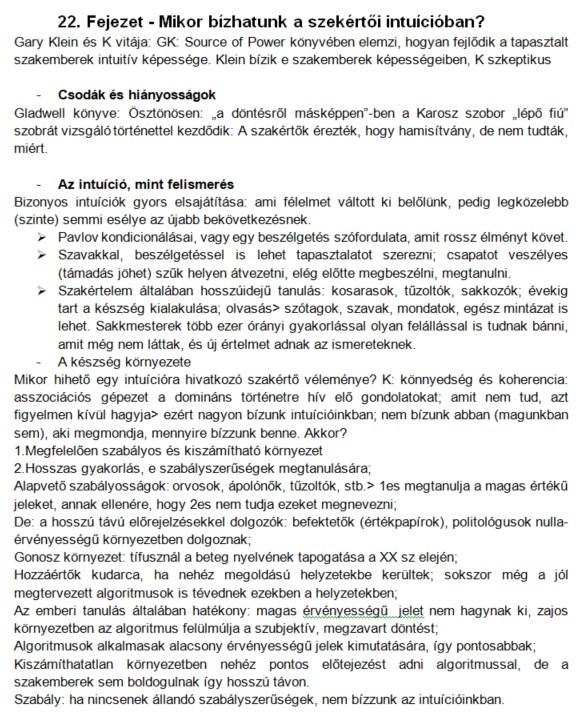 22. Fejezet - Mikor bízhatunk a szekértői intuícióban?
Gary Klein és K vitája: GK: Source of Power könyvében elemzi, hogyan fejlődik a tapasztalt
szakemberek intuitív képessége. Klein bízik e szakemberek képességeiben, K szkeptikus
- Csodák és hiányosságok
Gladwell könyve: Ösztönösen: „a döntésről másképpen”-ben a Karosz szobor „lépő fiú”
szobrát vizsgáló történettel kezdődik: A szakértők érezték, hogy hamisítvány, de nem tudták,
miért.
- Az intuíció, mint felismerés
Bizonyos intuíciók gyors elsajátítása: ami félelmet váltott ki belőlünk, pedig legközelebb
(szinte) semmi esélye az újabb bekövetkezésnek.
➢ Pavlov kondicionálásai, vagy egy beszélgetés szófordulata, amit rossz élményt követ.
➢ Szavakkal, beszélgetéssel is lehet tapasztalatot szerezni; csapatot veszélyes
(támadás jöhet) szűk helyen átvezetni, elég előtte megbeszélni, megtanulni.
➢ Szakértelem általában hosszúidejű tanulás: kosarasok, tűzoltók, sakkozók; évekig
tart a készség kialakulása; olvasás> szótagok, szavak, mondatok, egész mintázat is
lehet. Sakkmesterek több ezer órányi gyakorlással olyan felállással is tudnak bánni,
amit még nem láttak, és új értelmet adnak az ismereteknek.
- A készség környezete
Mikor hihető egy intuícióra hivatkozó szakértő véleménye? K: könnyedség és koherencia:
asszociációs gépezet a domináns történetre hív elő gondolatokat; amit nem tud, azt
figyelmen kívül hagyja> ezért nagyon bízunk intuícióinkban; nem bízunk abban (magunkban
sem), aki megmondja, mennyire bízzunk benne. Akkor?
1.Megfelelően szabályos és kiszámítható környezet
2.Hosszas gyakorlás, e szabályszerűségek megtanulására;
Alapvető szabályosságok: orvosok, ápolónők, tűzoltók, stb.> 1es megtanulja a magas értékű
jeleket, annak ellenére, hogy 2es nem tudja ezeket megnevezni;
De: a hosszú távú előrejelzésekkel dolgozók: befektetők (értékpapírok), politológusok nulla-
érvényességű környezetben dolgoznak;
Gonosz környezet: tífusznál a beteg nyelvének tapogatása a XX sz elején;
Hozzáértők kudarca, ha nehéz megoldású helyzetekbe kerültek; sokszor még a jól
megtervezett algoritmusok is tévednek ezekben a helyzetekben;
Az emberi tanulás általában hatékony: magas érvényességű jelet nem hagynak ki, zajos
környezetben az algoritmus felülmúlja a szubjektív, megzavart döntést;
Algoritmusok alkalmasak alacsony érvényességű jelek kimutatására, így pontosabbak;
Kiszámíthatatlan környezetben nehéz pontos előtejezést adni algoritmussal, de a
szakemberek sem boldogulnak így hosszú távon.
Szabály: ha nincsenek állandó szabályszerűségek, nem bízzunk az intuícióinkban.